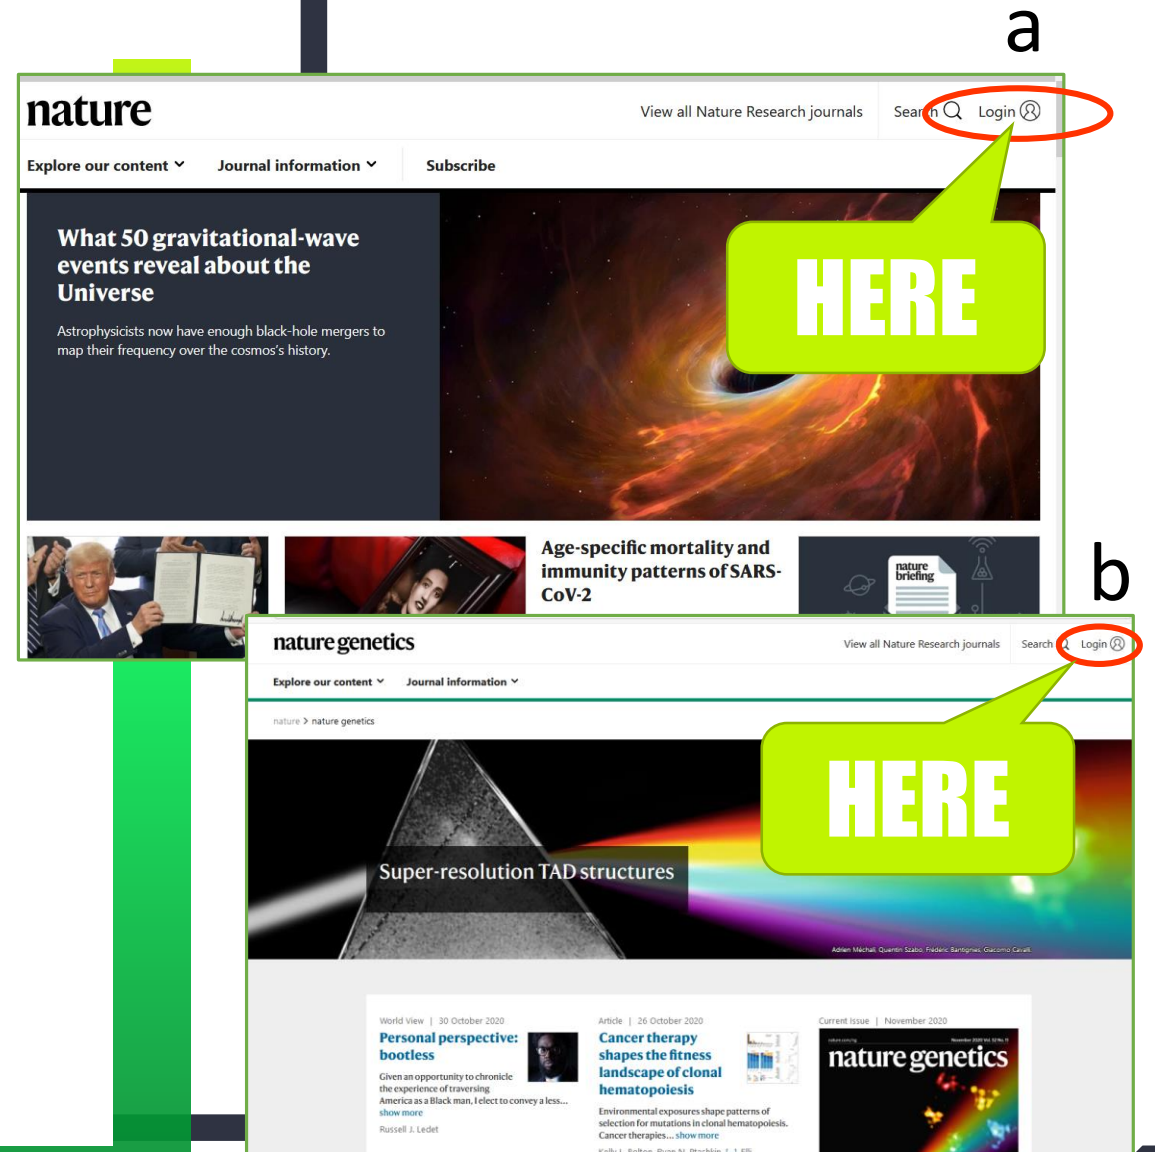 a
nature
View all Nature Research journals
Search
Login
Explore our content
Journal information
Subscribe
What 50 gravitational-wave
events reveal about the
Universe
Astrophysicists now have enough black-hole mergers to
map their frequency over the cosmos's history.
HERE
Age-specific mortality and
immunity patterns of SARS-
CoV-2
nature
briefing
b
nature genetics
View all Nature Research journals
Search
Login
Explore our content
Journal information
nature > nature genetics
HERE
Super-resolution TAD structures
Adrien Méchali, Quentin Szabo, Frederic Bantignies, Giacomo Cavalli.
World View | 30 October 2020
Personal perspective:
bootless
Given an opportunity to chronicle
the experience of traversing
America as a Black man, I elect to convey a less...
show more
Russell J. Ledet
Article | 26 October 2020
Cancer therapy
shapes the fitness
landscape of clonal
hematopoiesis
Environmental exposures shape patterns of
selection for mutations in clonal hematopoiesis.
Cancer therapies... show more
Current Issue | November 2020
November 2020 Vol. 52 No. 11
nature genetics